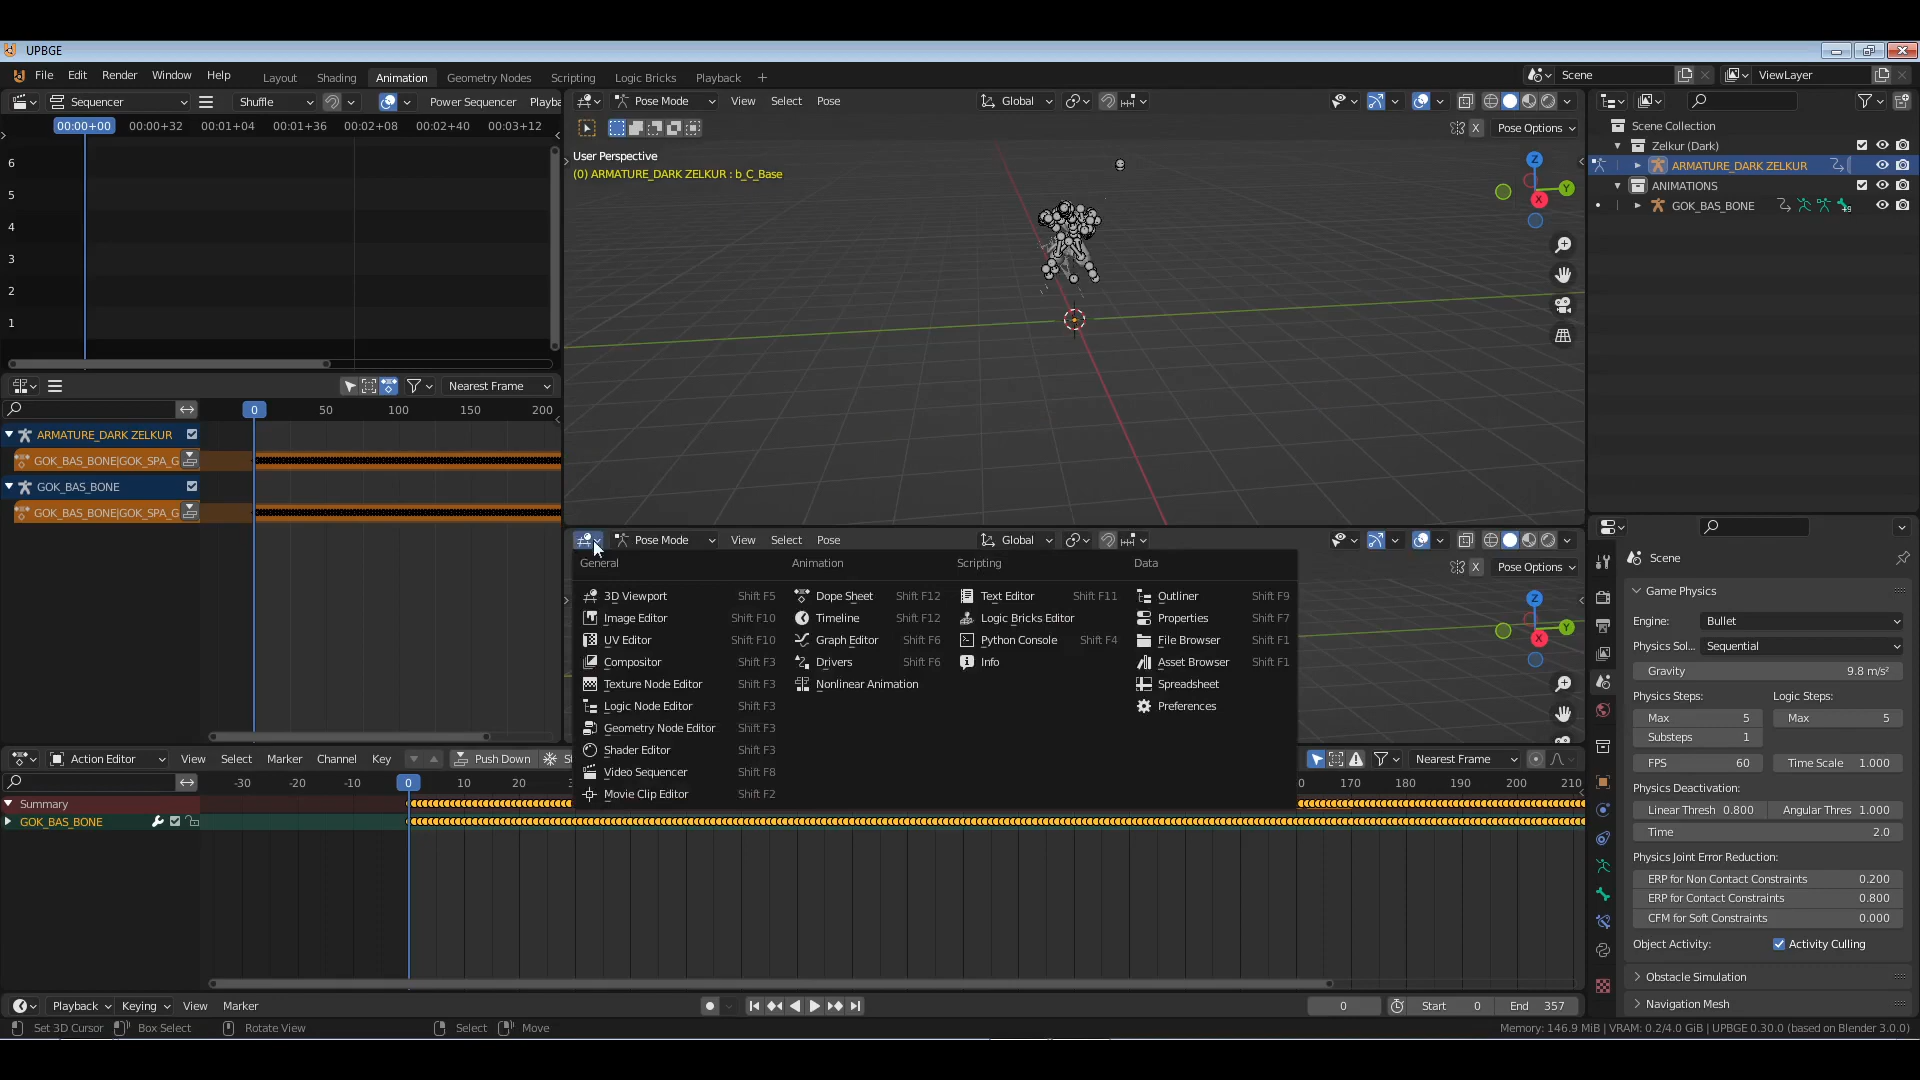 UPBGE
File Edit Render Window Help
Layout Shading Animation Geometry Nodes Scripting Logic Bricks Playback
Scene ViewLayer
Sequencer Shuffle Power Sequencer Playba
00:00+00 00:00+32 00:01+04 00:01+36 00:02+08 00:02+40 00:03+12
6
5
4
3
2
1
Pose Mode View Select Pose Global
X Pose Options
User Perspective
(0) ARMATURE_DARK ZELKUR : b_C_Base
Z
Y
X
Scene Collection
Zelkur (Dark)
ARMATURE_DARK ZELKUR
ANIMATIONS
GOK_BAS_BONE
Nearest Frame
0 50 100 150 200
ARMATURE_DARK ZELKUR
GOK_BAS_BONE|GOK_SPA_G
GOK_BAS_BONE
GOK_BAS_BONE|GOK_SPA_G
Pose Mode View Select Pose Global
X Pose Options
Z
Y
X
General
3D Viewport Shift F5
Image Editor Shift F10
UV Editor Shift F10
Compositor Shift F3
Texture Node Editor Shift F3
Logic Node Editor Shift F3
Geometry Node Editor Shift F3
Shader Editor Shift F3
Video Sequencer Shift F8
Movie Clip Editor Shift F2
Animation
Dope Sheet Shift F12
Timeline Shift F12
Graph Editor Shift F6
Drivers Shift F6
Nonlinear Animation
Scripting
Text Editor Shift F11
Logic Bricks Editor
Python Console Shift F4
Info
Data
Outliner Shift F9
Properties Shift F7
File Browser Shift F1
Asset Browser Shift F1
Spreadsheet
Preferences
Scene
Game Physics
Engine: Bullet
Physics Sol... Sequential
Gravity 9.8 m/s²
Physics Steps: Logic Steps:
Max 5 Max 5
Substeps 1
FPS 60 Time Scale 1.000
Physics Deactivation:
Linear Thresh 0.800 Angular Thres 1.000
Time 2.0
Physics Joint Error Reduction:
ERP for Non Contact Constraints 0.200
ERP for Contact Constraints 0.800
CFM for Soft Constraints 0.000
Object Activity: Activity Culling
Obstacle Simulation
Navigation Mesh
Action Editor View Select Marker Channel Key Push Down S Nearest Frame
-30 -20 -10 0 10 20 0 170 180 190 200 210
Summary
GOK_BAS_BONE
Playback Keying View Marker 0 Start 0 End 357
Set 3D Cursor Box Select Rotate View Select Move Memory: 146.9 MiB | VRAM: 0.2/4.0 GiB | UPBGE 0.30.0 (based on Blender 3.0.0)